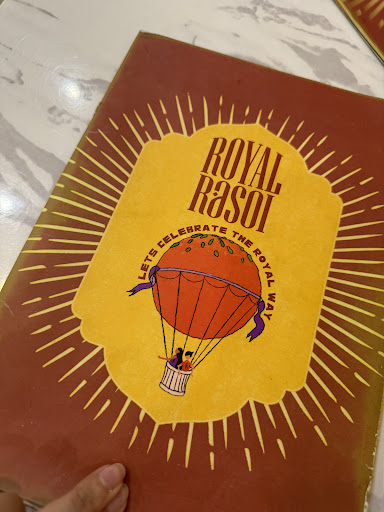 ROYAL
RasOI
LETS CELEBRATE THE ROYAL WAY